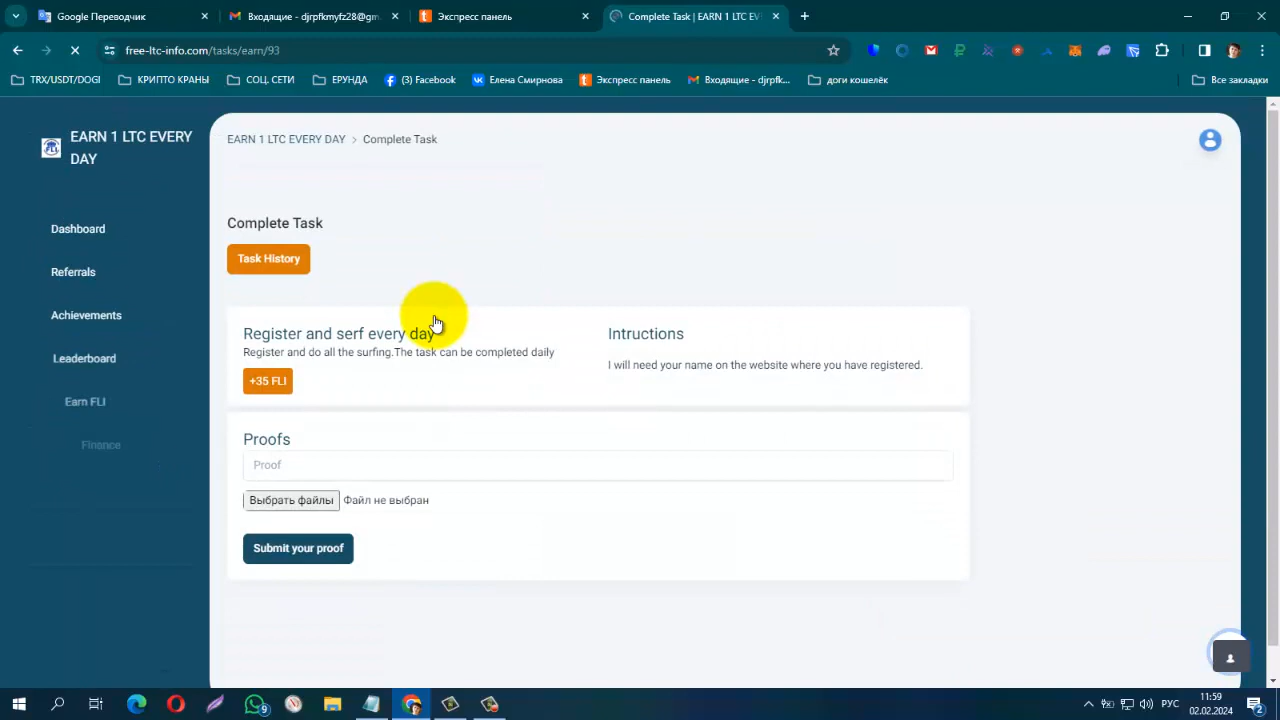 Google Переводчик
Входящие - djrpfkmyfz28@gm
Экспресс панель
Complete Task | EARN 1 LTC EV
free-ltc-info.com/tasks/earn/93
TRX/USDT/DOGI
КРИПТО КРАНЫ
СОЦ. СЕТИ
ЕРУНДА
(3) Facebook
Елена Смирнова
Экспресс панель
Входящие - djrpfk...
доги кошелёк
Все закладки
EARN 1 LTC EVERY
DAY
EARN 1 LTC EVERY DAY > Complete Task
Dashboard
Referrals
Achievements
Leaderboard
Earn FLI
Finance
Complete Task
Task History
Register and serf every day
Register and do all the surfing.The task can be completed daily
+35 FLI
Intructions
I will need your name on the website where you have registered.
Proofs
Proof
Выбрать файлы Файл не выбран
Submit your proof
9
РУС
11:59
02.02.2024
2